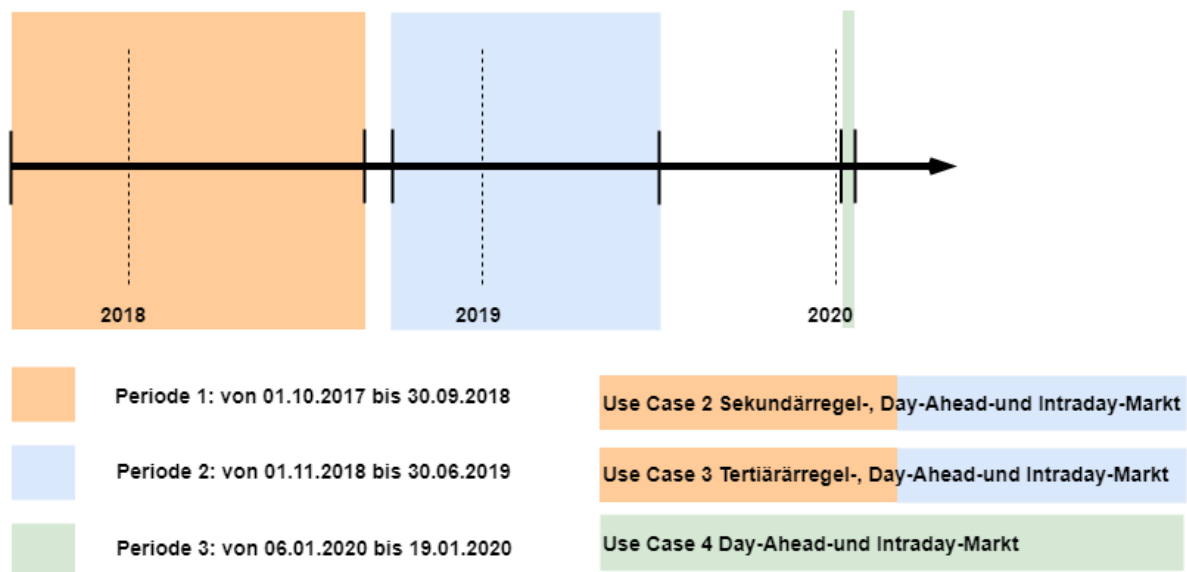 2018
2019
2020
Periode 1: von 01.10.2017 bis 30.09.2018
Periode 2: von 01.11.2018 bis 30.06.2019
Periode 3: von 06.01.2020 bis 19.01.2020
Use Case 2 Sekundärregel-, Day-Ahead-und Intraday-Markt
Use Case 3 Tertiärärregel-, Day-Ahead-und Intraday-Markt
Use Case 4 Day-Ahead-und Intraday-Markt